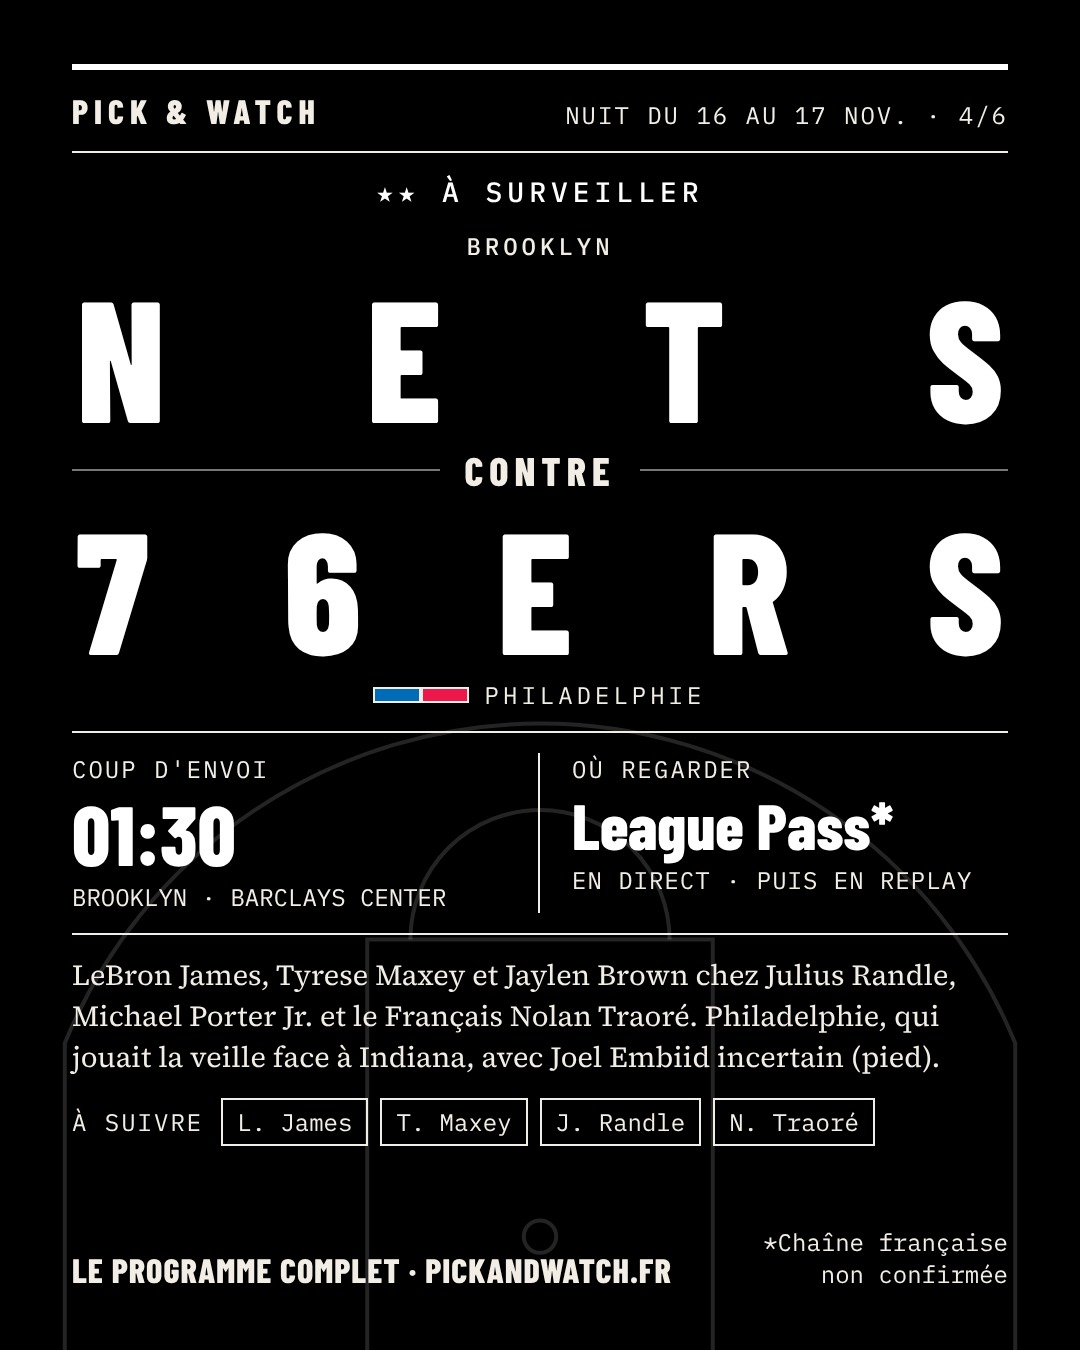 PICK & WATCH
NUIT DU 16 AU 17 NOV. · 4/6
★★ À SURVEILLER
BROOKLYN
NETS
CONTRE
76ERS
PHILADELPHIE
COUP D'ENVOI
01:30
BROOKLYN · BARCLAYS CENTER
OÙ REGARDER
League Pass*
EN DIRECT · PUIS EN REPLAY
LeBron James, Tyrese Maxey et Jaylen Brown chez Julius Randle,
Michael Porter Jr. et le Français Nolan Traoré. Philadelphie, qui
jouait la veille face à Indiana, avec Joel Embiid incertain (pied).
À SUIVRE L. James T. Maxey J. Randle N. Traoré
LE PROGRAMME COMPLET · PICKANDWATCH.FR
*Chaîne française
non confirmée